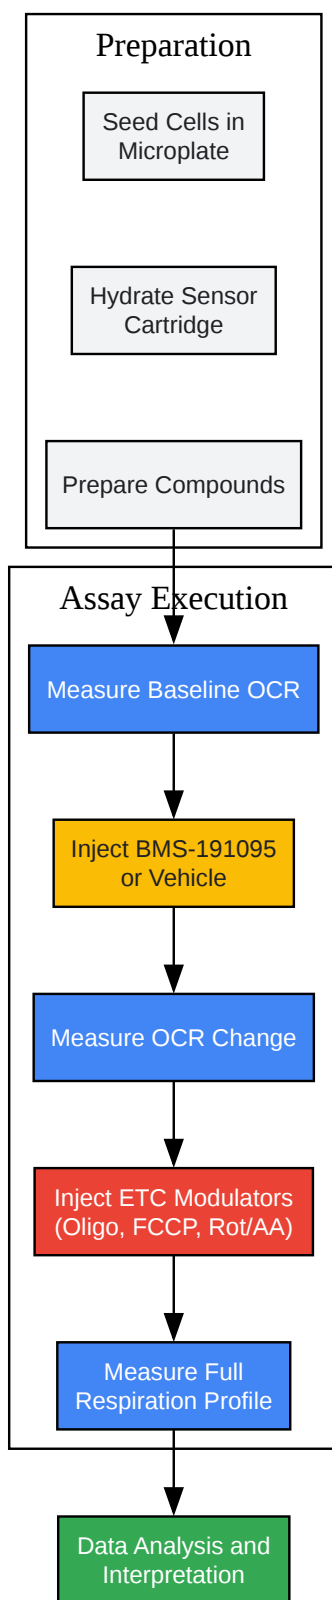 Preparation
Seed Cells in
Microplate
Hydrate Sensor
Cartridge
Prepare Compounds
Assay Execution
Measure Baseline OCR
Inject BMS-191095
or Vehicle
Measure OCR Change
Inject ETC Modulators
(Oligo, FCCP, Rot/AA)
Measure Full
Respiration Profile
Data Analysis and
Interpretation